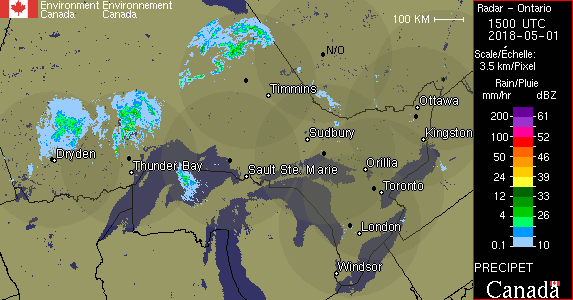 Environment Environnement
Canada Canada
100 KM
N/O
Timmins
Ottawa
Sudbury
Kingston
Dryden
Thunder Bay
Sault Ste. Marie
Orillia
Toronto
London
Windsor
Radar - Ontario
1500 UTC
2018-05-01
Scale/Échelle:
3.5 km/Pixel
Rain/Pluie
mm/hr dBZ
200 61
100 52
50 46
24 39
12 33
4 26
0.1 10
PRECIPET
Canada